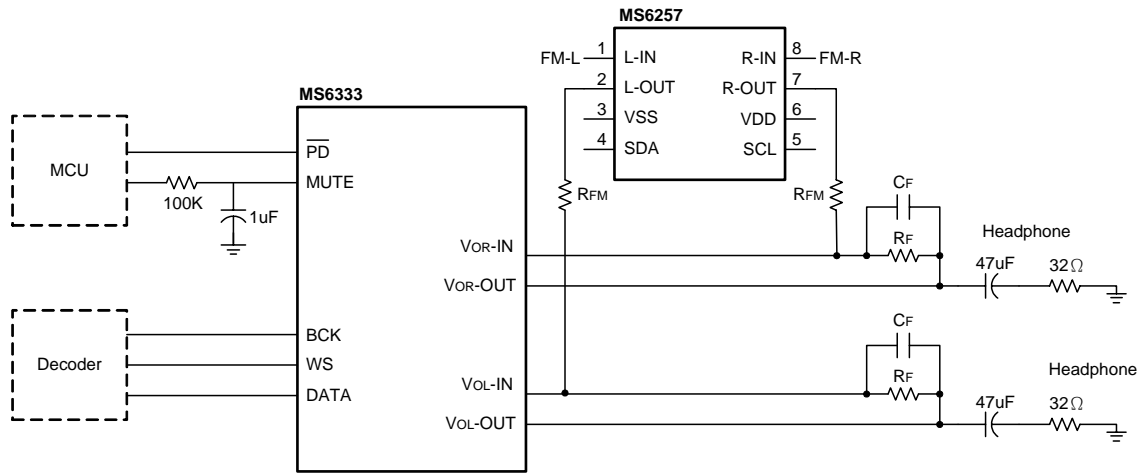 MS6257
FM-L 1 L-IN R-IN 8 FM-R
2 L-OUT R-OUT 7
3 VSS VDD 6
4 SDA SCL 5
MS6333
MCU
PD
MUTE
100K
1uF
RFM
RFM
CF
RF
Headphone
VOR-IN
47uF 32Ω
VOR-OUT
Decoder
BCK
WS
DATA
CF
RF
Headphone
VOL-IN
47uF 32Ω
VOL-OUT